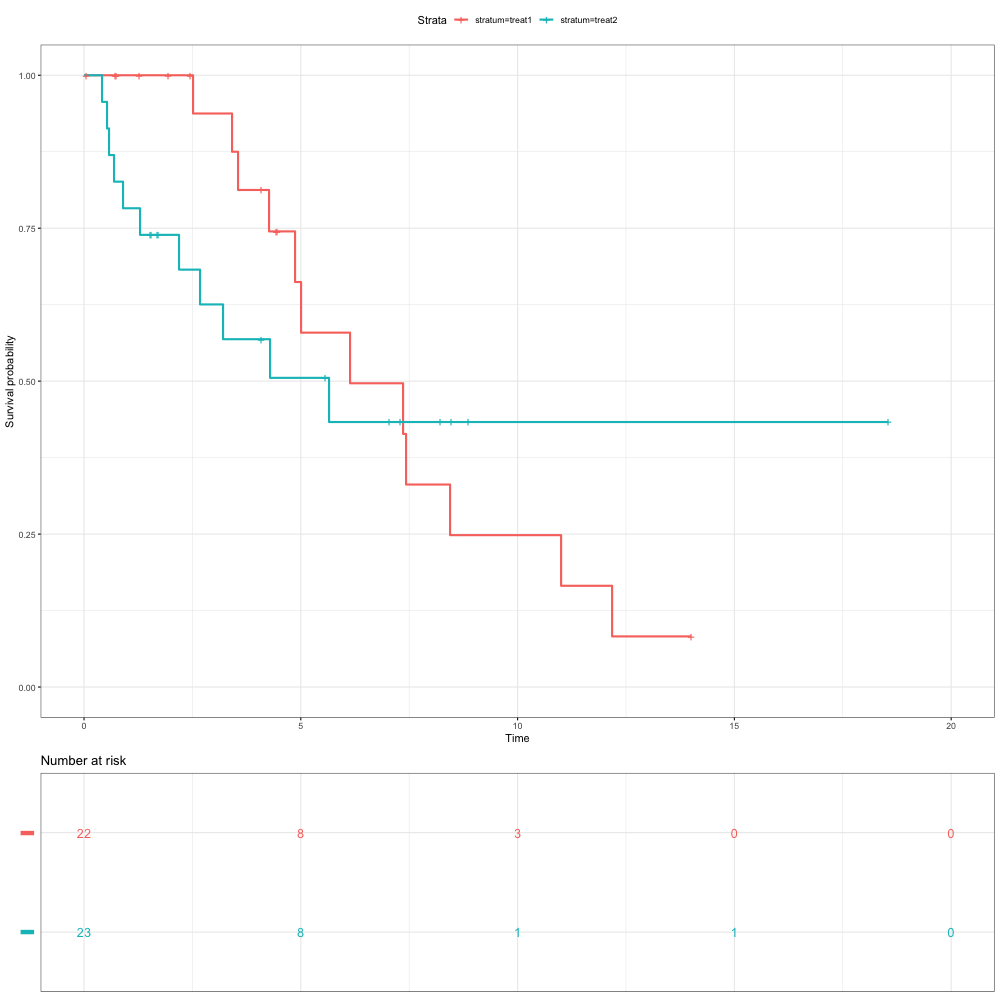 Strata stratum=treat1 stratum=treat2
1.00
0.75
0.50
0.25
0.00
Survival probability
0 5 10 15 20
Time
Number at risk
22 8 3 0 0
23 8 1 1 0